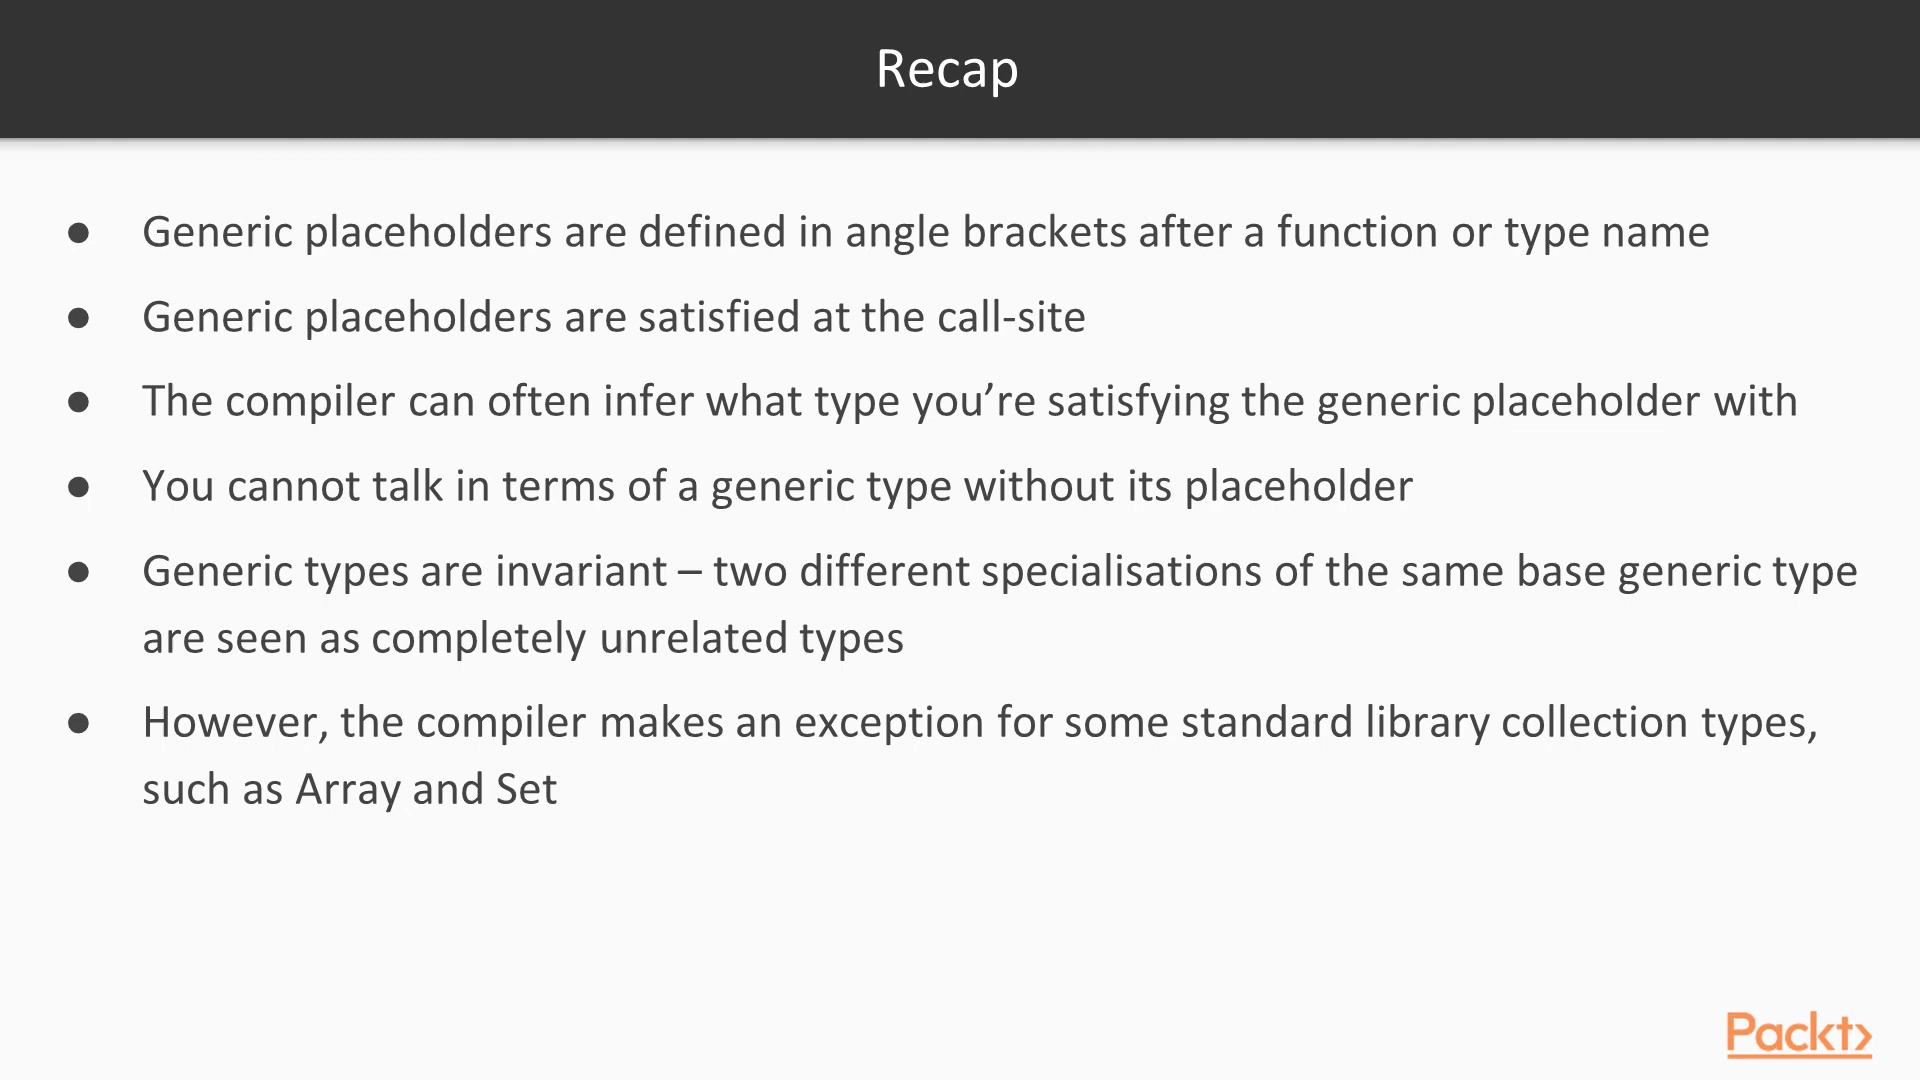 Recap
● Generic placeholders are defined in angle brackets after a function or type name
● Generic placeholders are satisfied at the call-site
● The compiler can often infer what type you’re satisfying the generic placeholder with
● You cannot talk in terms of a generic type without its placeholder
● Generic types are invariant – two different specialisations of the same base generic type
are seen as completely unrelated types
● However, the compiler makes an exception for some standard library collection types,
such as Array and Set
Packt>